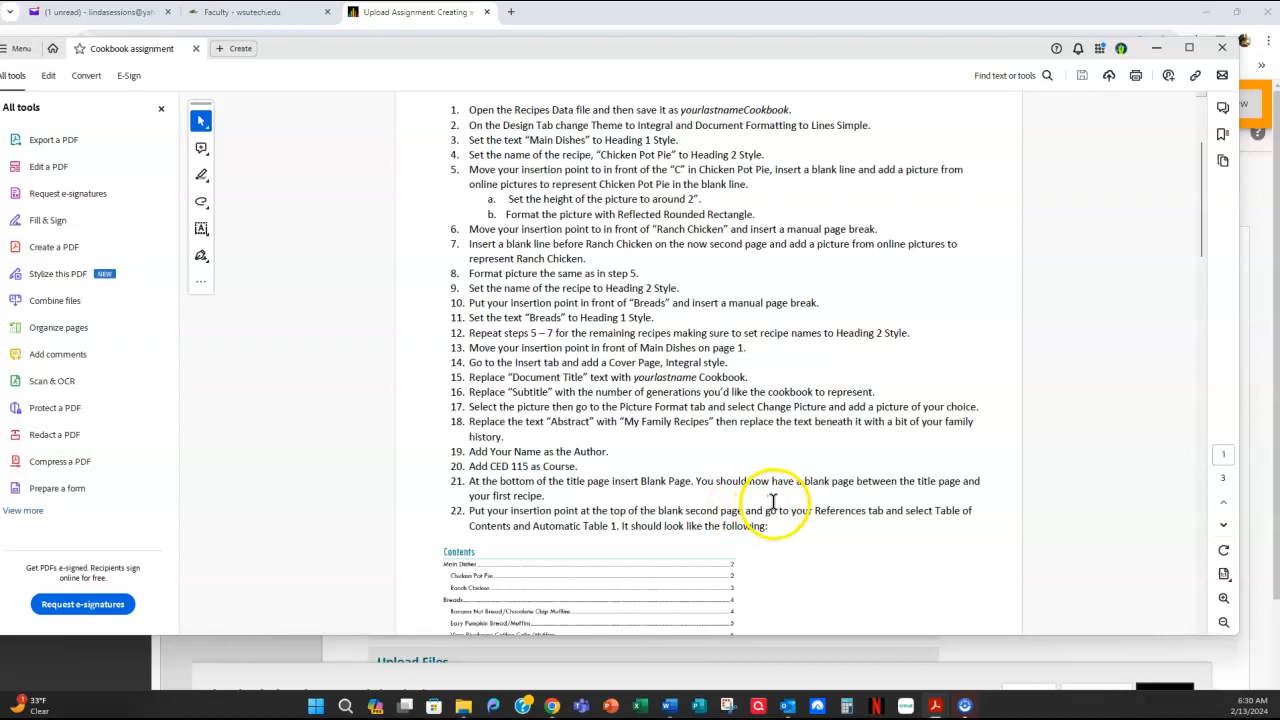 (1 unread) - lindasessions@yal
Faculty - wsutech.edu
Upload Assignment: Creating a
Menu
Cookbook assignment
Create
All tools
Edit
Convert
E-Sign
Find text or tools
All tools
Export a PDF
Edit a PDF
Request e-signatures
Fill & Sign
Create a PDF
Stylize this PDF NEW
Combine files
Organize pages
Add comments
Scan & OCR
Protect a PDF
Redact a PDF
Compress a PDF
Prepare a form
View more
Get PDFs e-signed. Recipients sign
online for free.
Request e-signatures
1. Open the Recipes Data file and then save it as yourlastnameCookbook.
2. On the Design Tab change Theme to Integral and Document Formatting to Lines Simple.
3. Set the text “Main Dishes” to Heading 1 Style.
4. Set the name of the recipe, “Chicken Pot Pie” to Heading 2 Style.
5. Move your insertion point to in front of the “C” in Chicken Pot Pie, insert a blank line and add a picture from
online pictures to represent Chicken Pot Pie in the blank line.
a. Set the height of the picture to around 2”.
b. Format the picture with Reflected Rounded Rectangle.
6. Move your insertion point to in front of “Ranch Chicken” and insert a manual page break.
7. Insert a blank line before Ranch Chicken on the now second page and add a picture from online pictures to
represent Ranch Chicken.
8. Format picture the same as in step 5.
9. Set the name of the recipe to Heading 2 Style.
10. Put your insertion point in front of “Breads” and insert a manual page break.
11. Set the text “Breads” to Heading 1 Style.
12. Repeat steps 5 – 7 for the remaining recipes making sure to set recipe names to Heading 2 Style.
13. Move your insertion point in front of Main Dishes on page 1.
14. Go to the Insert tab and add a Cover Page, Integral style.
15. Replace “Document Title” text with yourlastname Cookbook.
16. Replace “Subtitle” with the number of generations you’d like the cookbook to represent.
17. Select the picture then go to the Picture Format tab and select Change Picture and add a picture of your choice.
18. Replace the text “Abstract” with “My Family Recipes” then replace the text beneath it with a bit of your family
history.
19. Add Your Name as the Author.
20. Add CED 115 as Course.
21. At the bottom of the title page insert Blank Page. You should now have a blank page between the title page and
your first recipe.
22. Put your insertion point at the top of the blank second page and go to your References tab and select Table of
Contents and Automatic Table 1. It should look like the following:
Contents
Main Dishes 2
Chicken Pot Pie 2
Ranch Chicken 3
Breads 4
Banana Nut Bread/Chocolate Chip Muffins 4
Easy Pumpkin Bread/Muffins 5
1
3
Upload Files
33°F
Clear
6:30 AM
2/13/2024